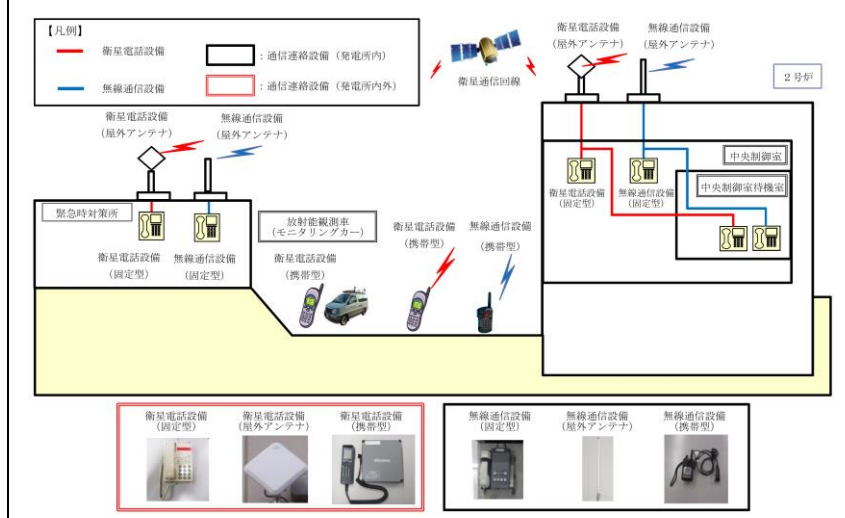 【凡例】
衛星電話設備
：通信連絡設備（発電所内）
無線通信設備
：通信連絡設備（発電所内外）
衛星通信回線
衛星電話設備
（屋外アンテナ）
無線通信設備
（屋外アンテナ）
２号炉
衛星電話設備
（屋外アンテナ）
無線通信設備
（屋外アンテナ）
中央制御室
中央制御室待機室
衛星電話設備
（固定型）
無線通信設備
（固定型）
緊急時対策所
衛星電話設備
（固定型）
無線通信設備
（固定型）
放射能観測車
（モニタリングカー）
衛星電話設備
（携帯型）
衛星電話設備
（携帯型）
無線通信設備
（携帯型）
衛星電話設備
（固定型）
衛星電話設備
（屋外アンテナ）
衛星電話設備
（携帯型）
無線通信設備
（固定型）
無線通信設備
（屋外アンテナ）
無線通信設備
（携帯型）